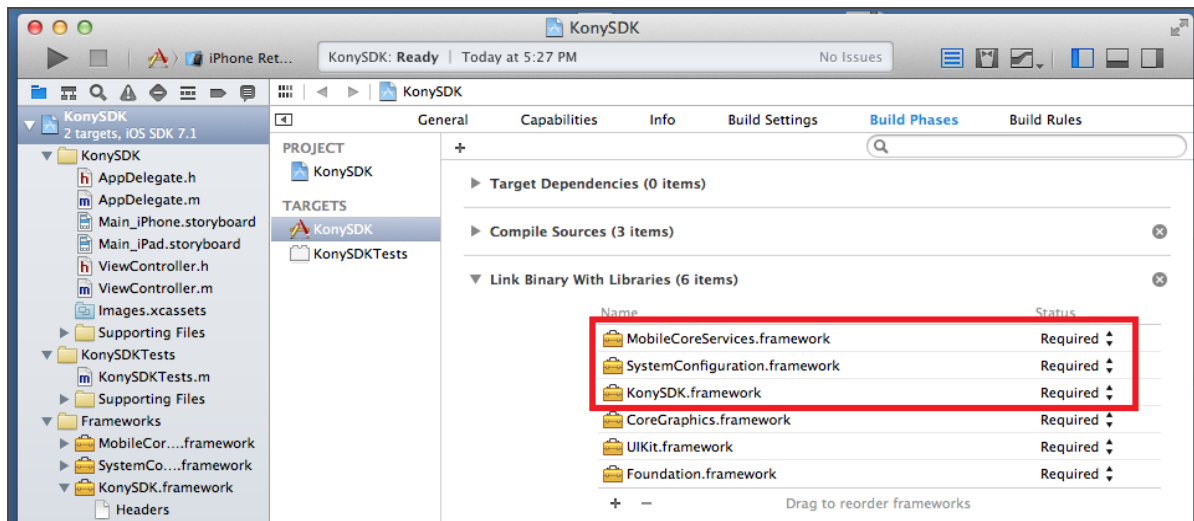 KonySDK
iPhone Ret...
KonySDK: Ready | Today at 5:27 PM
No Issues
KonySDK
KonySDK
2 targets, iOS SDK 7.1
General Capabilities Info Build Settings Build Phases Build Rules
KonySDK
h AppDelegate.h
m AppDelegate.m
Main_iPhone.storyboard
Main_iPad.storyboard
h ViewController.h
m ViewController.m
Images.xcassets
Supporting Files
KonySDKTests
m KonySDKTests.m
Supporting Files
Frameworks
MobileCor....framework
SystemCo....framework
KonySDK.framework
Headers
PROJECT
KonySDK
TARGETS
KonySDK
KonySDKTests
+
Target Dependencies (0 items)
Compile Sources (3 items)
Link Binary With Libraries (6 items)
Name Status
MobileCoreServices.framework Required
SystemConfiguration.framework Required
KonySDK.framework Required
CoreGraphics.framework Required
UIKit.framework Required
Foundation.framework Required
+ − Drag to reorder frameworks